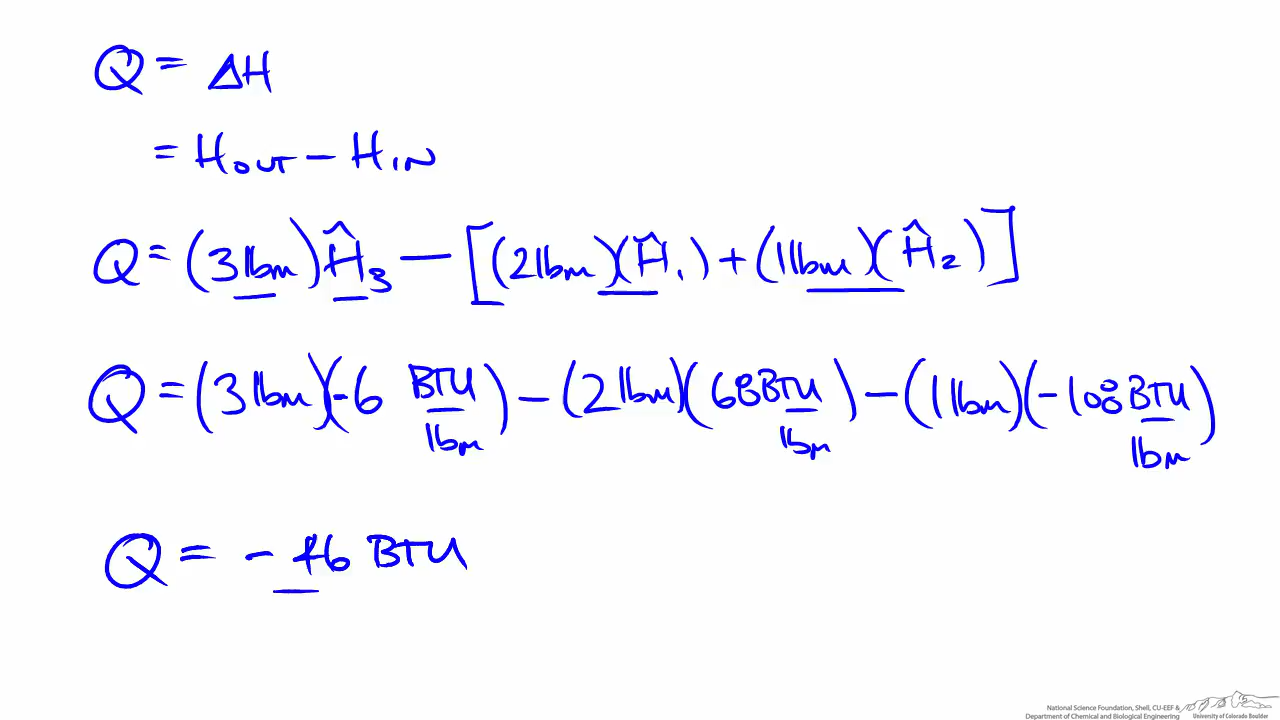 Q = ΔH
= HOUT − HIN
Q = (3 lbm) Ĥ3 − [(2 lbm)(Ĥ1) + (1 lbm)(Ĥ2)]
Q = (3 lbm)(-6 BTU/lbm) − (2 lbm)(68 BTU/lbm) − (1 lbm)(-108 BTU/lbm)
Q = - 46 BTU
National Science Foundation, Shell, CU-EEF &
Department of Chemical and Biological Engineering
University of Colorado Boulder